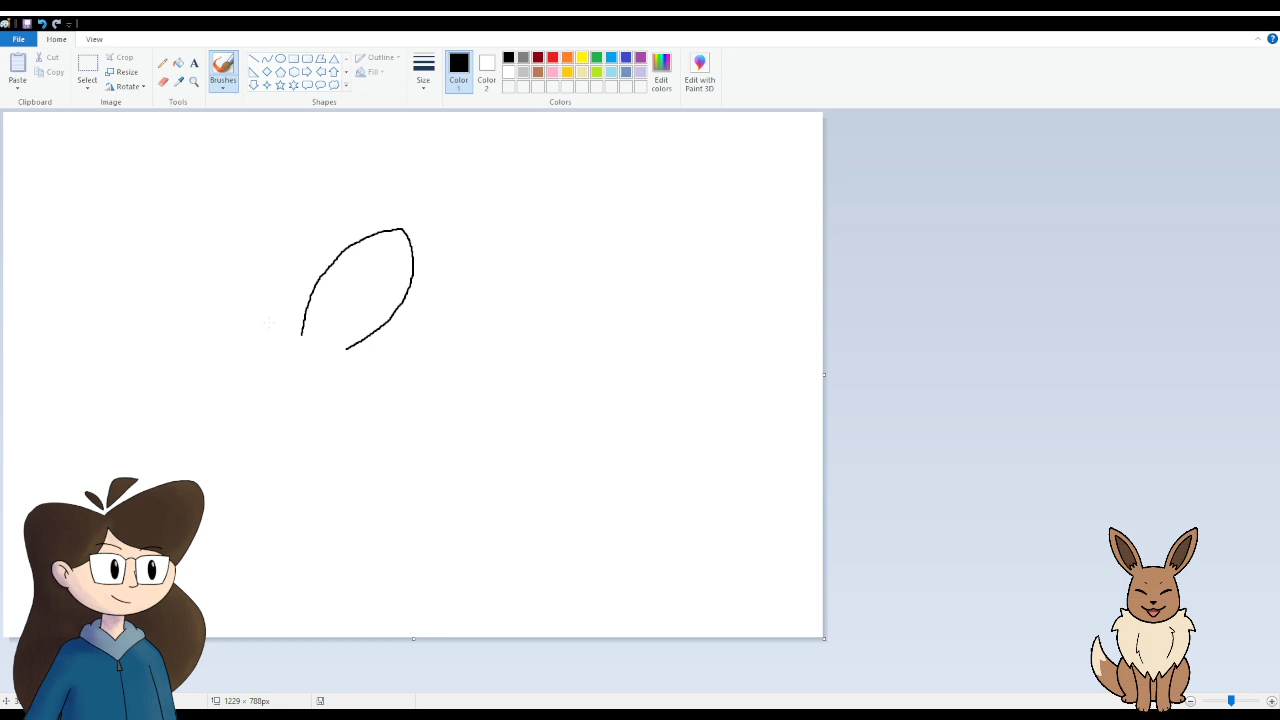 File Home View
Paste Cut Copy Clipboard
Select Crop Resize Rotate Image
Tools
Brushes
Outline Fill Shapes
Size
Color 1
Color 2
Edit colors
Edit with Paint 3D
Colors
1229 × 788px